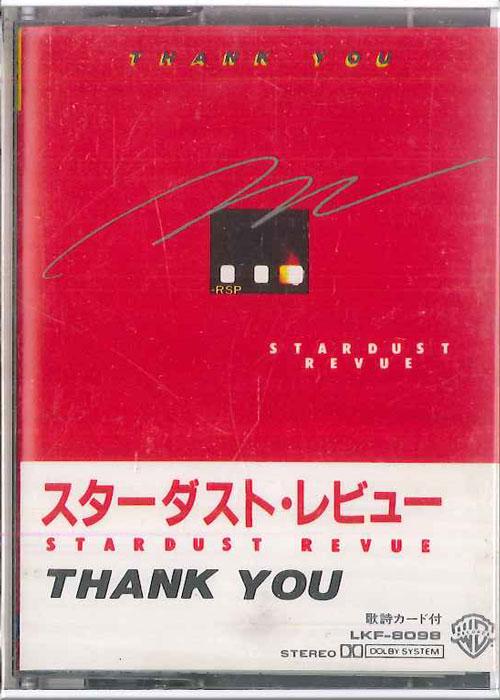 THANK YOU
-RSP
STARDUST
REVUE
スターダスト・レビュー
STARDUST REVUE
THANK YOU
歌詩カード付
LKF-8098
STEREO DOLBY SYSTEM